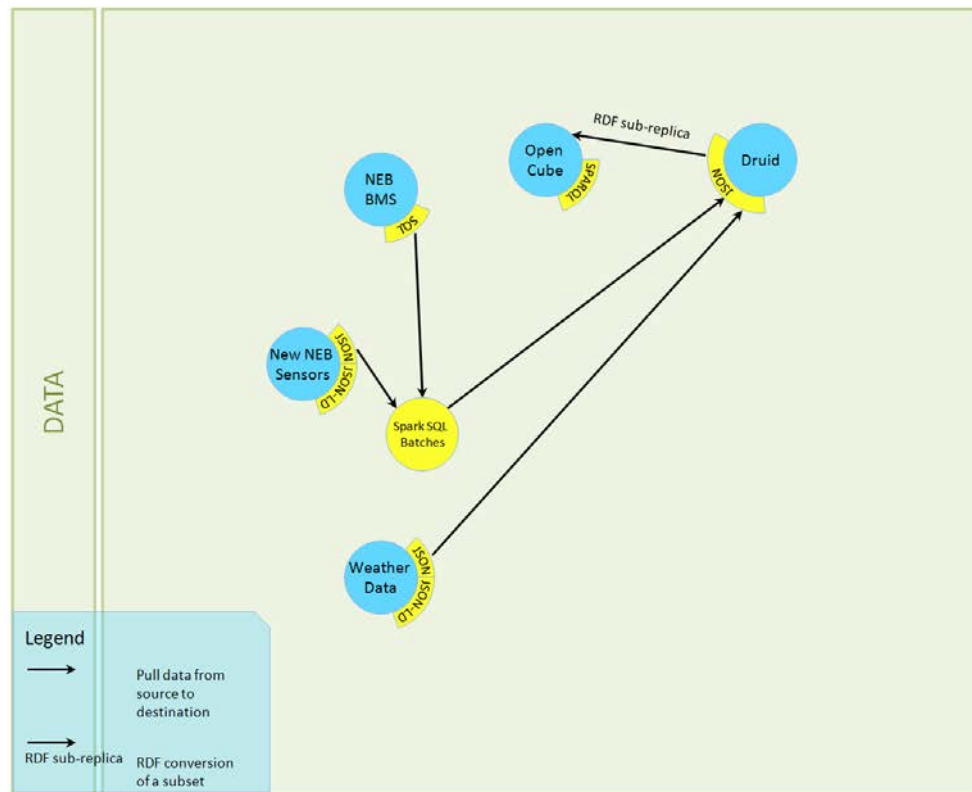 DATA
RDF sub-replica
Open
Cube
SPARQL
Druid
JSON
NEB
BMS
SQL
New NEB
Sensors
JSON
JSON-LD
Spark SQL
Batches
Weather
Data
JSON
JSON-LD
Legend
Pull data from
source to
destination
RDF sub-replica
RDF conversion
of a subset